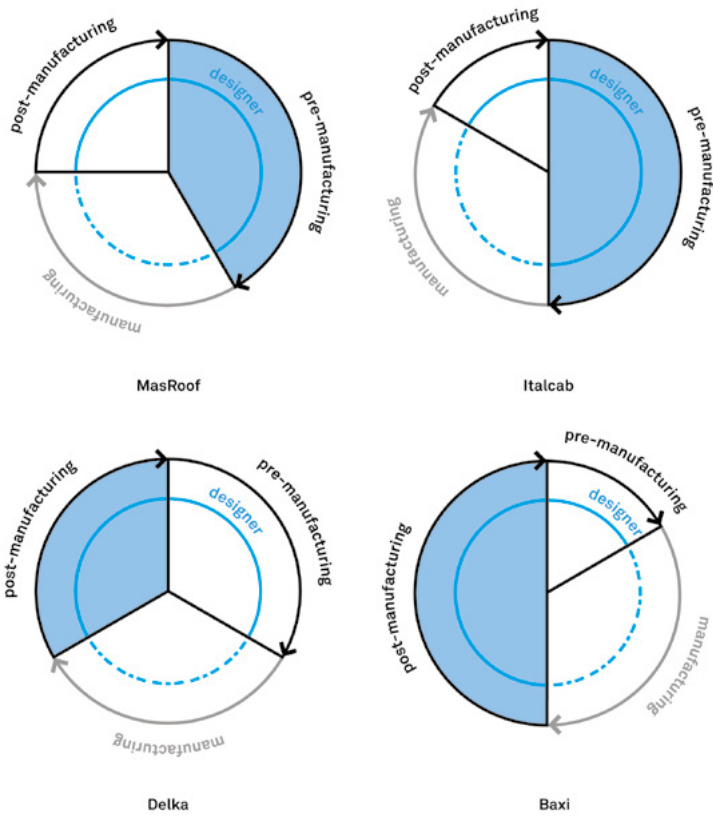 post-manufacturing
designer
pre-manufacturing
manufacturing
MasRoof
post-manufacturing
designer
pre-manufacturing
manufacturing
Italcab
post-manufacturing
designer
pre-manufacturing
manufacturing
Delka
pre-manufacturing
designer
post-manufacturing
manufacturing
Baxi